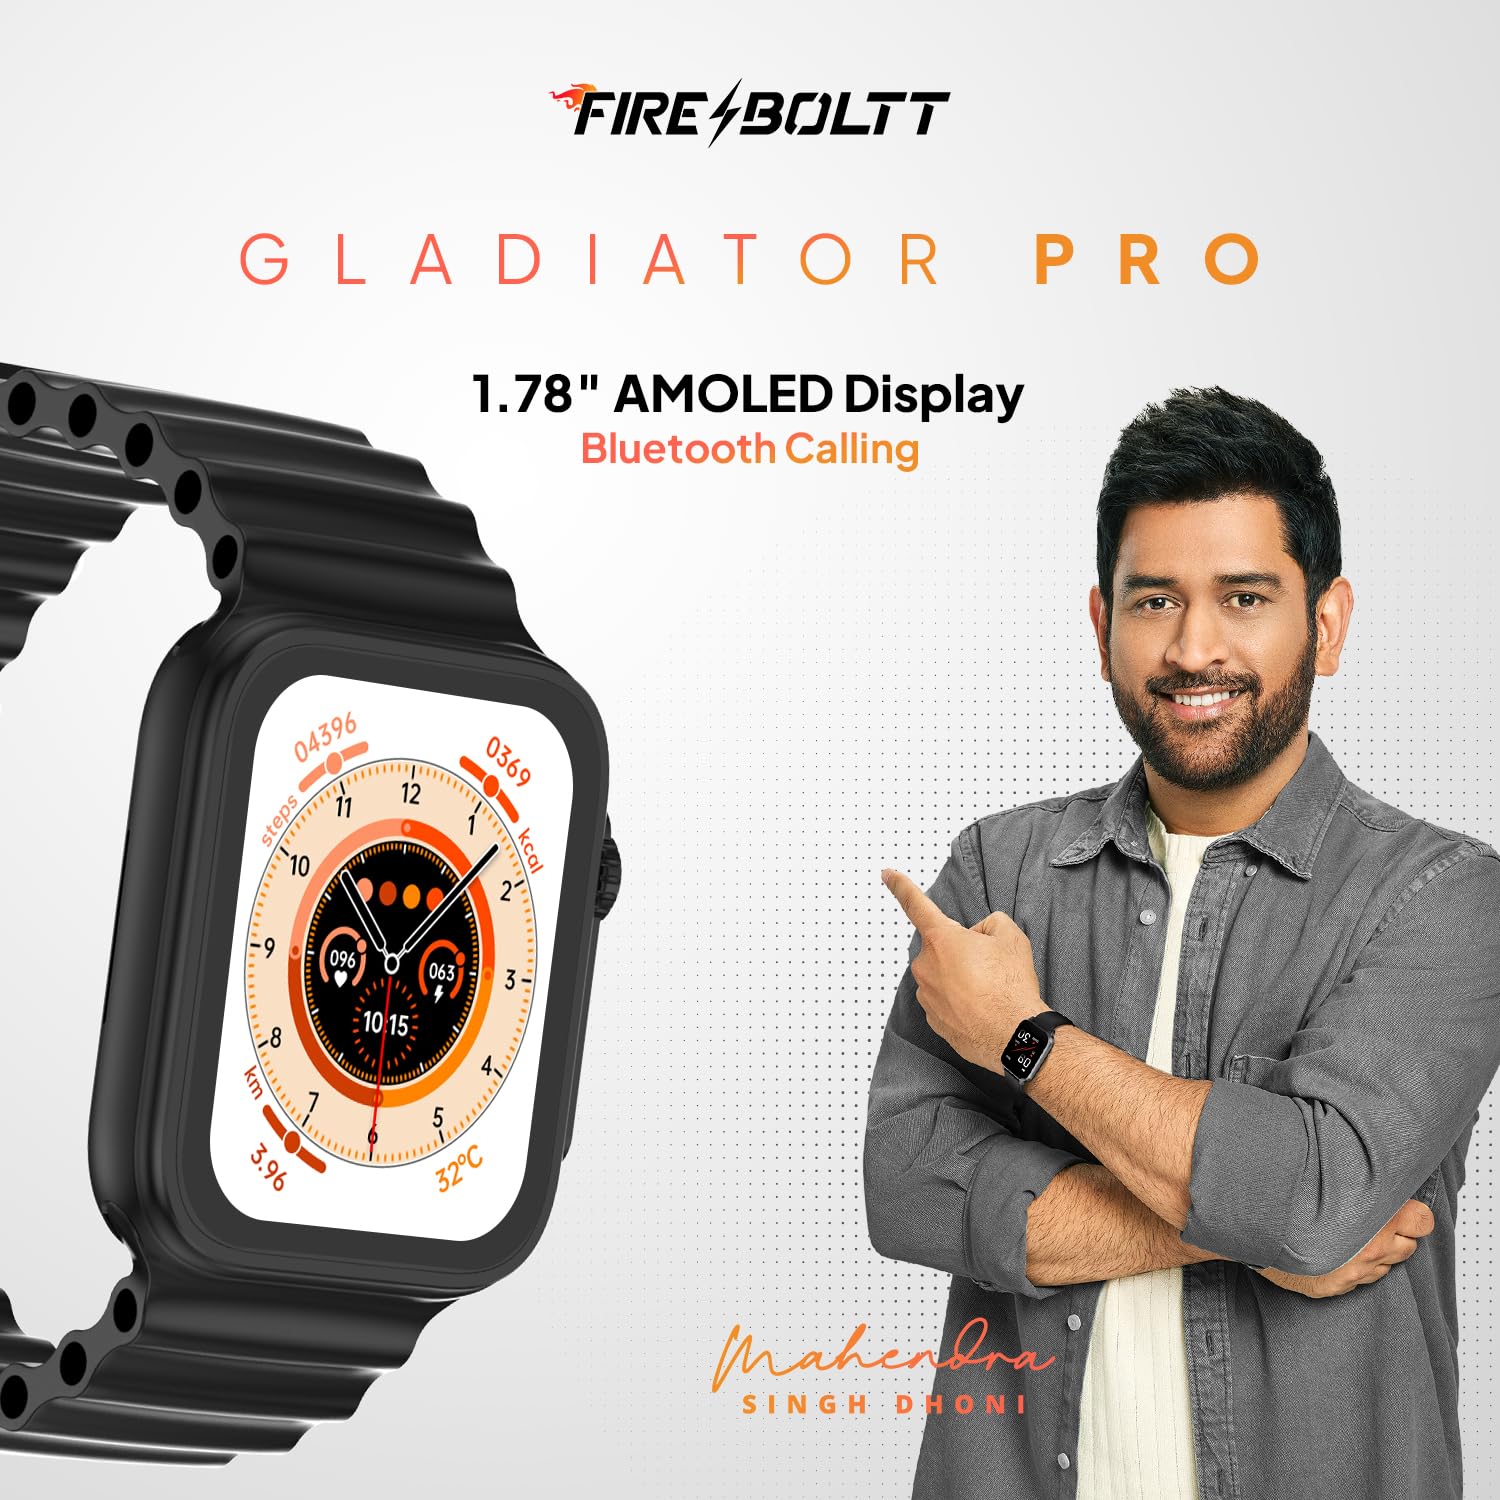 FIRE BOLTT
GLADIATOR PRO
1.78" AMOLED Display
Bluetooth Calling
04396
steps
0369
kcal
12
1
2
3
4
5
6
7
8
9
10
11
096
063
10:15
km
3.96
32°C
Mahendra
SINGH DHONI